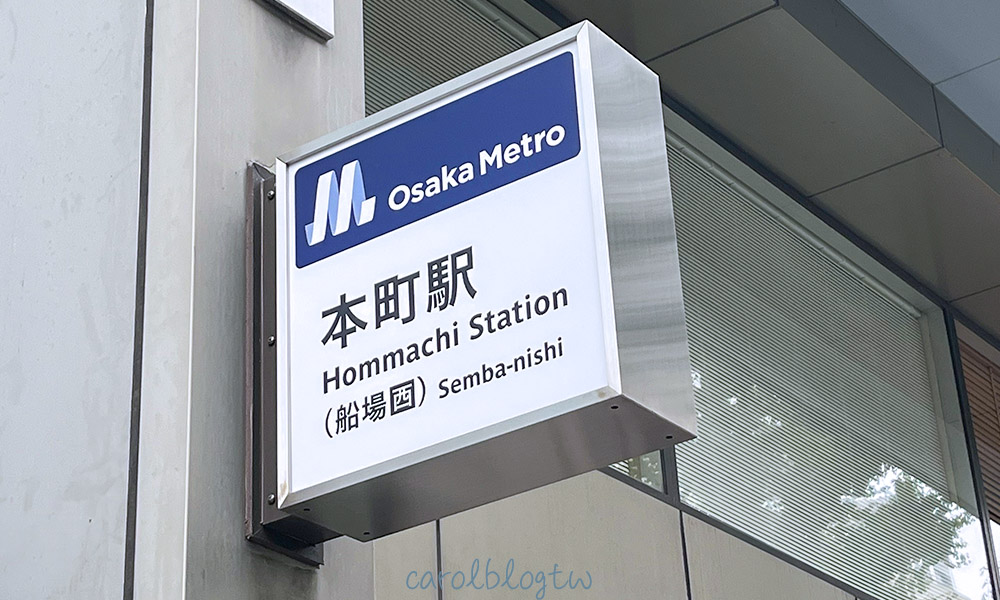 Osaka Metro
本町駅
Hommachi Station
(船場西) Semba-nishi
carolblogtw